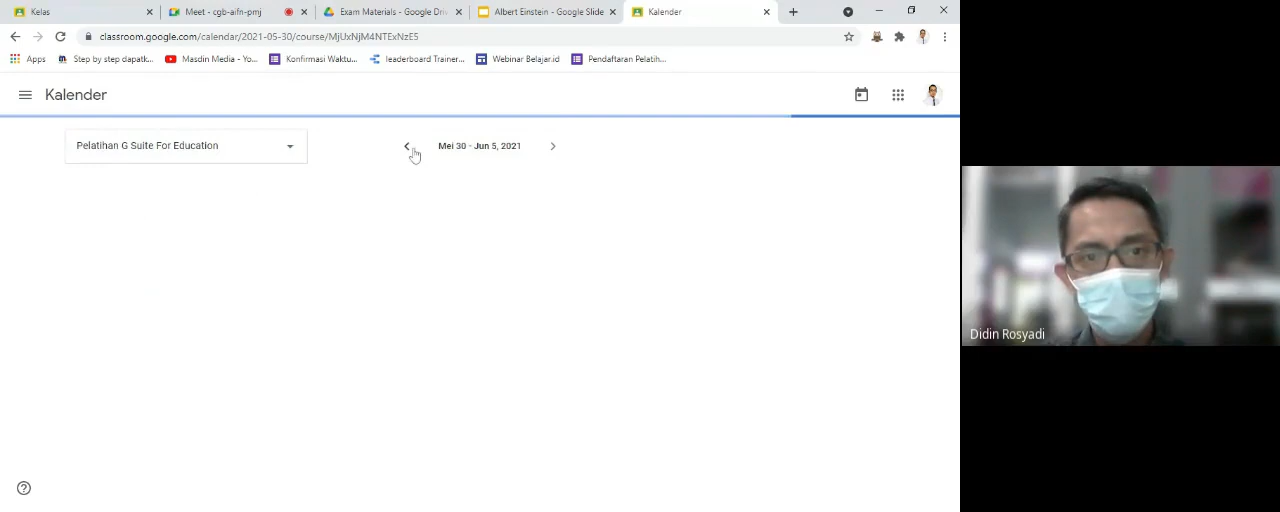 Kelas
Meet - cgb-aifn-pmj
Exam Materials - Google Driv
Albert Einstein - Google Slide
Kalender
classroom.google.com/calendar/2021-05-30/course/MjUxNjM4NTExNzE5
Apps
Step by step dapatk...
Masdin Media - Yo...
Konfirmasi Waktu...
leaderboard Trainer...
Webinar Belajar.id
Pendaftaran Pelatih...
Kalender
Pelatihan G Suite For Education
Mei 30 - Jun 5, 2021
Didin Rosyadi